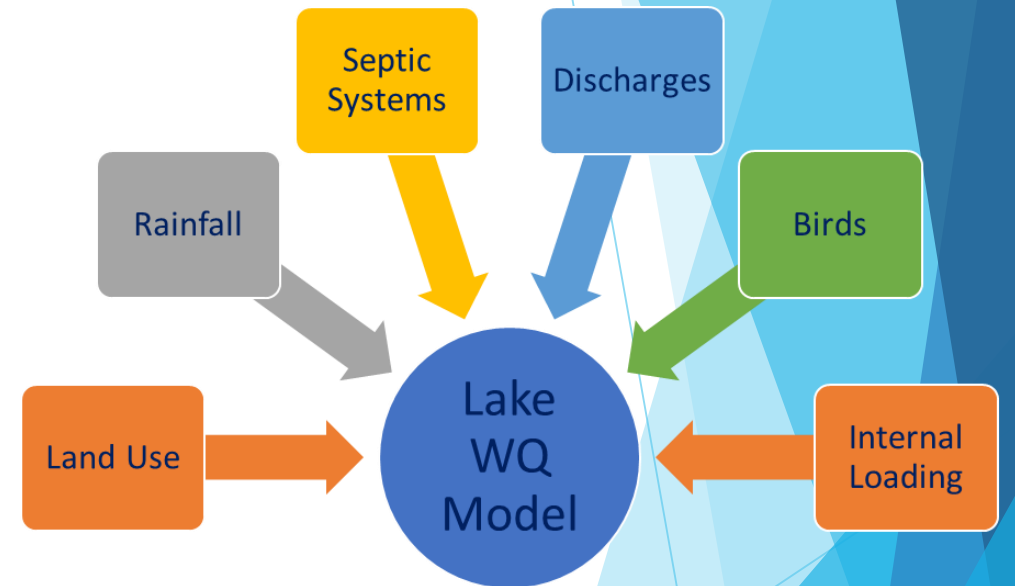 Septic
Systems
Discharges
Rainfall
Birds
Land Use
Lake
WQ
Model
Internal
Loading